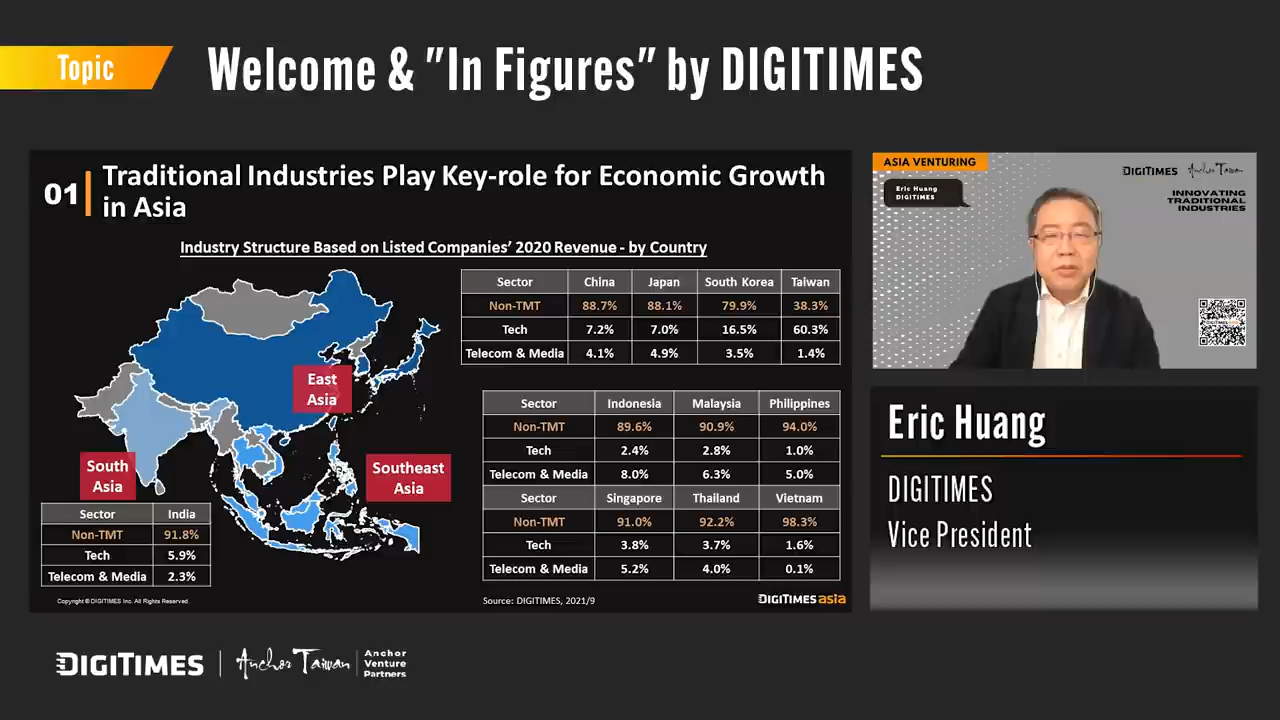 Topic
Welcome & "In Figures" by DIGITIMES
01
Traditional Industries Play Key-role for Economic Growth
in Asia
Industry Structure Based on Listed Companies' 2020 Revenue - by Country
Sector China Japan South Korea Taiwan
Non-TMT 88.7% 88.1% 79.9% 38.3%
Tech 7.2% 7.0% 16.5% 60.3%
Telecom & Media 4.1% 4.9% 3.5% 1.4%
East
Asia
Sector Indonesia Malaysia Philippines
Non-TMT 89.6% 90.9% 94.0%
Tech 2.4% 2.8% 1.0%
Telecom & Media 8.0% 6.3% 5.0%
Sector Singapore Thailand Vietnam
Non-TMT 91.0% 92.2% 98.3%
Tech 3.8% 3.7% 1.6%
Telecom & Media 5.2% 4.0% 0.1%
Southeast
Asia
South
Asia
Sector India
Non-TMT 91.8%
Tech 5.9%
Telecom & Media 2.3%
Copyright © DIGITIMES Inc. All Rights Reserved.
Source: DIGITIMES, 2021/9
DIGITIMES asia
ASIA VENTURING
Eric Huang
DIGITIMES
DIGITIMES Anchor Taiwan
INNOVATING
TRADITIONAL
INDUSTRIES
Eric Huang
DIGITIMES
Vice President
DIGITIMES
Anchor Taiwan
Anchor
Venture
Partners